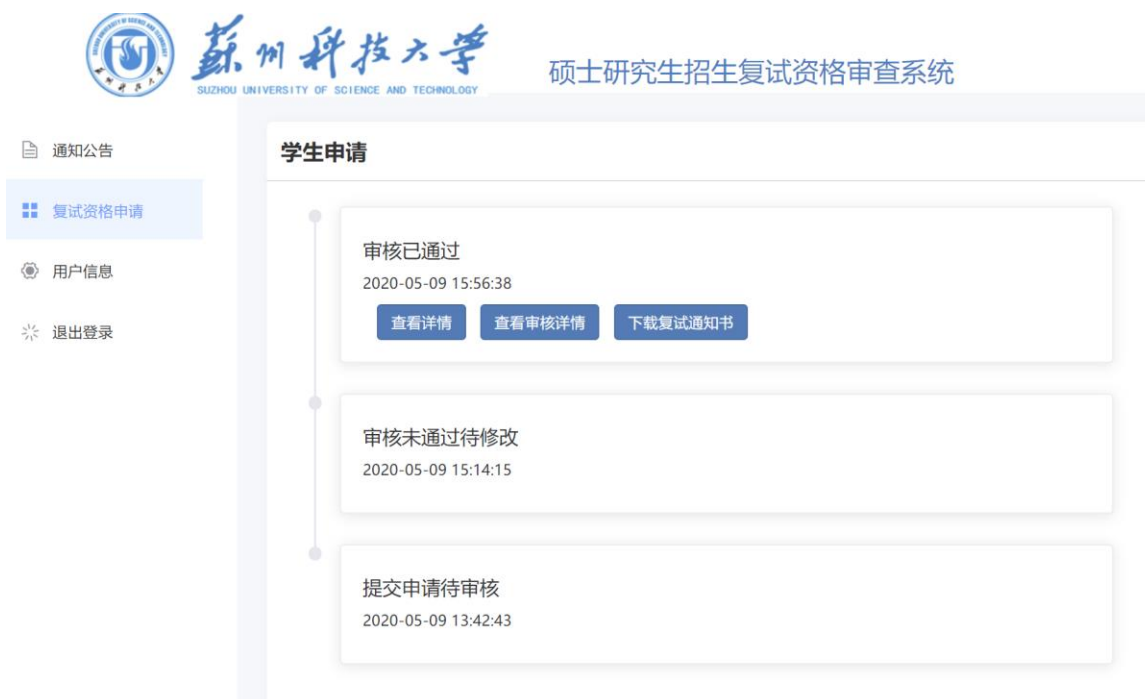 蘇州科技大学
SUZHOU UNIVERSITY OF SCIENCE AND TECHNOLOGY
硕士研究生招生复试资格审查系统
通知公告
复试资格申请
用户信息
退出登录
学生申请
审核已通过
2020-05-09 15:56:38
查看详情 查看审核详情 下载复试通知书
审核未通过待修改
2020-05-09 15:14:15
提交申请待审核
2020-05-09 13:42:43